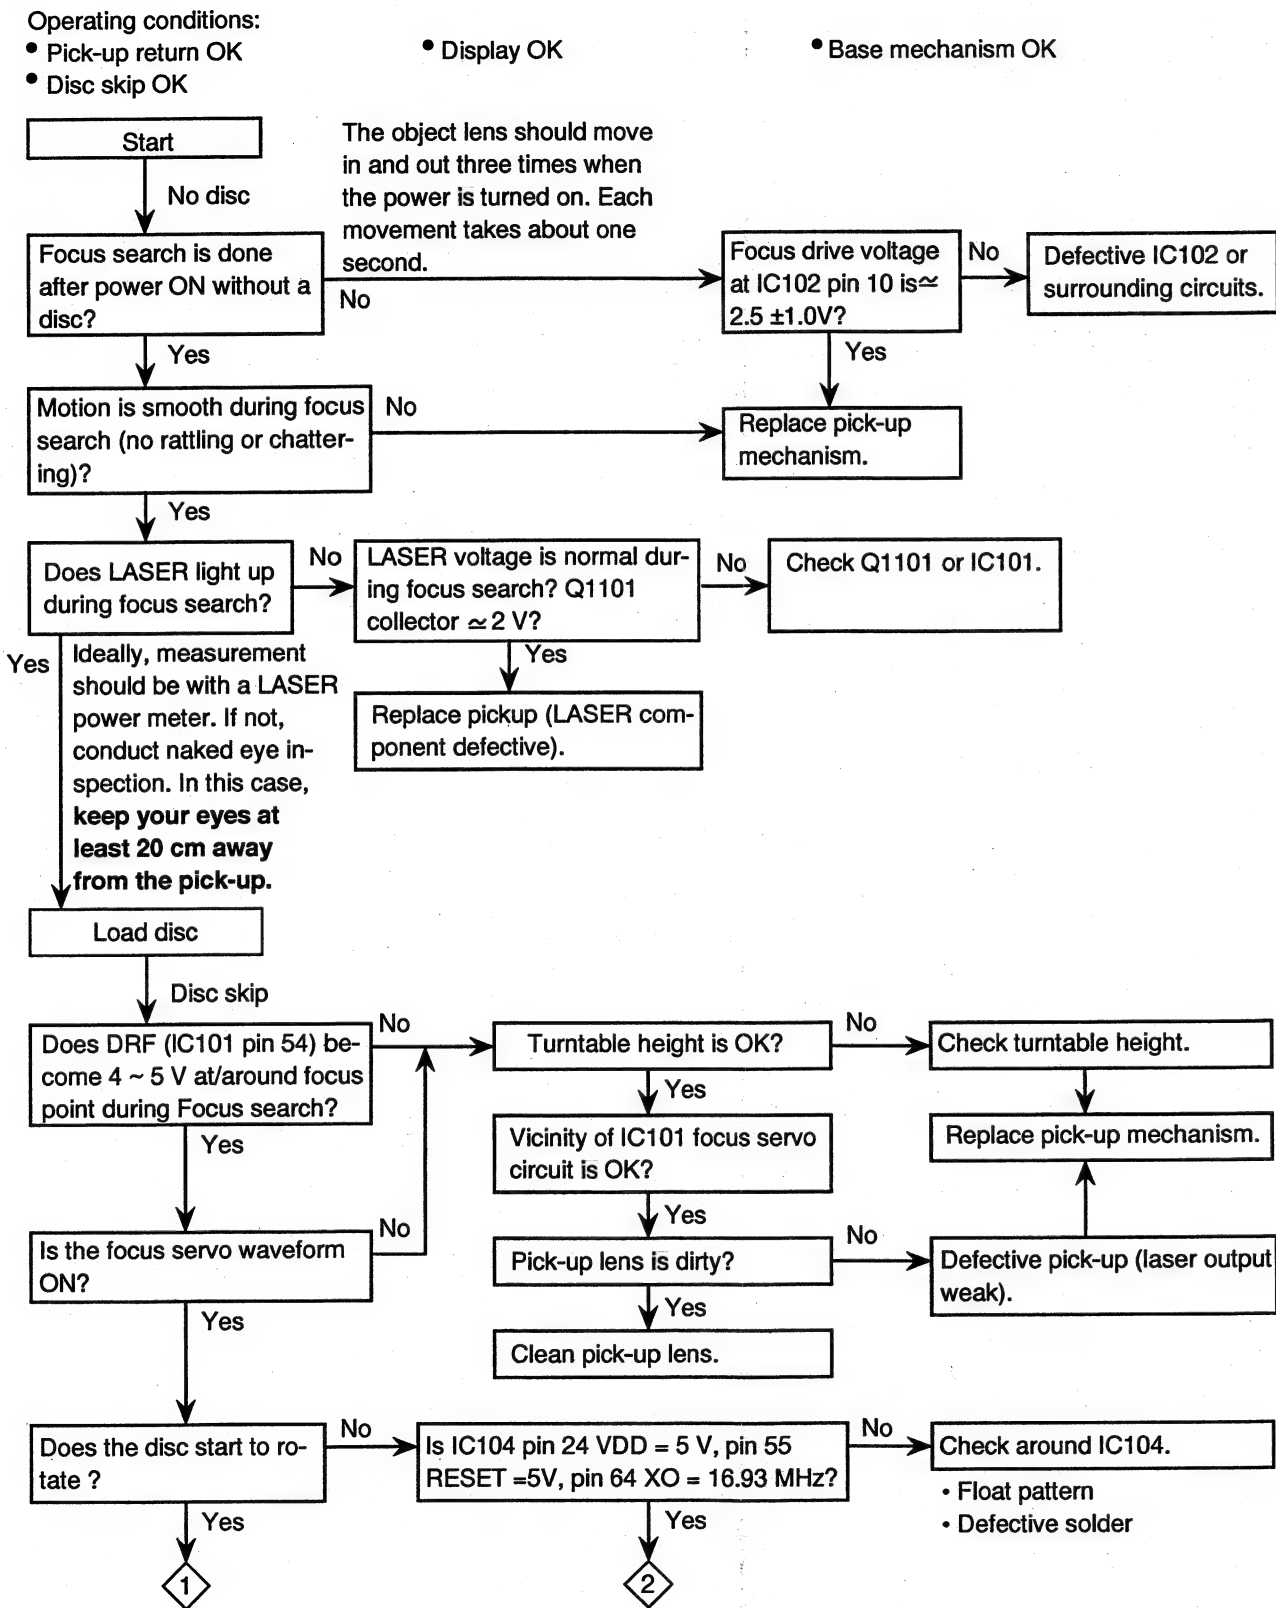 Operating conditions:
• Pick-up return OK
• Display OK
• Base mechanism OK
• Disc skip OK
Start
No disc
The object lens should move
in and out three times when
the power is turned on. Each
movement takes about one
second.
Focus search is done
after power ON without a
disc?
No
Focus drive voltage
at IC102 pin 10 is≃
2.5 ±1.0V?
No
Defective IC102 or
surrounding circuits.
Yes
Yes
Motion is smooth during focus
search (no rattling or chatter-
ing)?
No
Replace pick-up
mechanism.
Yes
Does LASER light up
during focus search?
No
LASER voltage is normal dur-
ing focus search? Q1101
collector ≃ 2 V?
No
Check Q1101 or IC101.
Yes
Ideally, measurement
should be with a LASER
power meter. If not,
conduct naked eye in-
spection. In this case,
keep your eyes at
least 20 cm away
from the pick-up.
Yes
Replace pickup (LASER com-
ponent defective).
Load disc
Disc skip
Does DRF (IC101 pin 54) be-
come 4 ~ 5 V at/around focus
point during Focus search?
No
Turntable height is OK?
No
Check turntable height.
Yes
Yes
Vicinity of IC101 focus servo
circuit is OK?
Replace pick-up mechanism.
Yes
Is the focus servo waveform
ON?
No
Pick-up lens is dirty?
No
Defective pick-up (laser output
weak).
Yes
Yes
Clean pick-up lens.
Does the disc start to ro-
tate ?
No
Is IC104 pin 24 VDD = 5 V, pin 55
RESET =5V, pin 64 XO = 16.93 MHz?
No
Check around IC104.
• Float pattern
• Defective solder
Yes
Yes
1
2